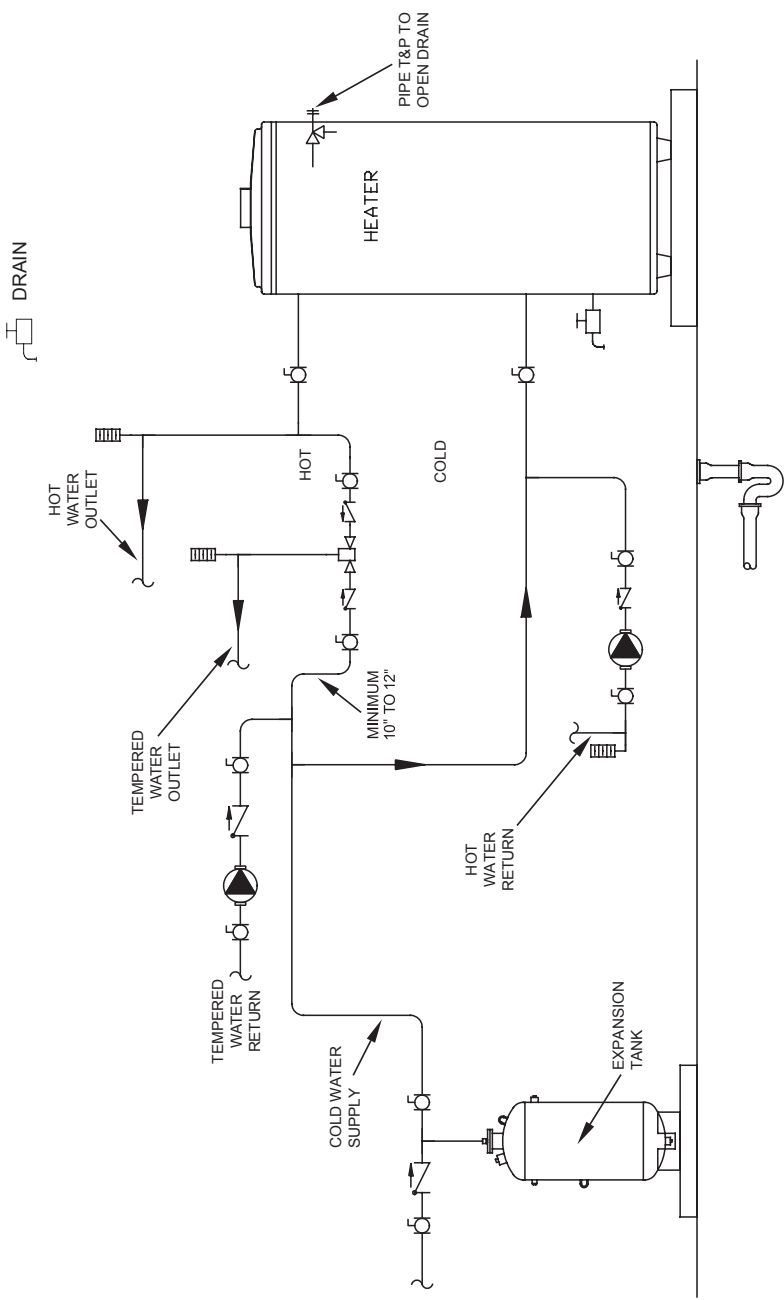 DRAIN
PIPE T&P TO
OPEN DRAIN
HEATER
HOT
WATER
OUTLET
HOT
COLD
TEMPERED
WATER
OUTLET
MINIMUM
10" TO 12"
HOT
WATER
RETURN
TEMPERED
WATER
RETURN
COLD WATER
SUPPLY
EXPANSION
TANK